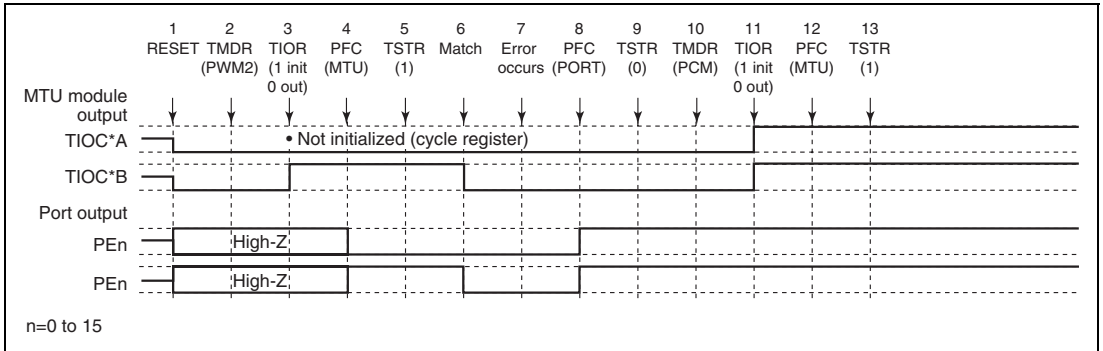 1 2 3 4 5 6 7 8 9 10 11 12 13
RESET TMDR TIOR PFC TSTR Match Error PFC TSTR TMDR TIOR PFC TSTR
(PWM2) (1 init (MTU) (1) occurs (PORT) (0) (PCM) (1 init (MTU) (1)
0 out) 0 out)
MTU module
output
TIOC*A
• Not initialized (cycle register)
TIOC*B
Port output
PEn
High-Z
PEn
High-Z
n=0 to 15